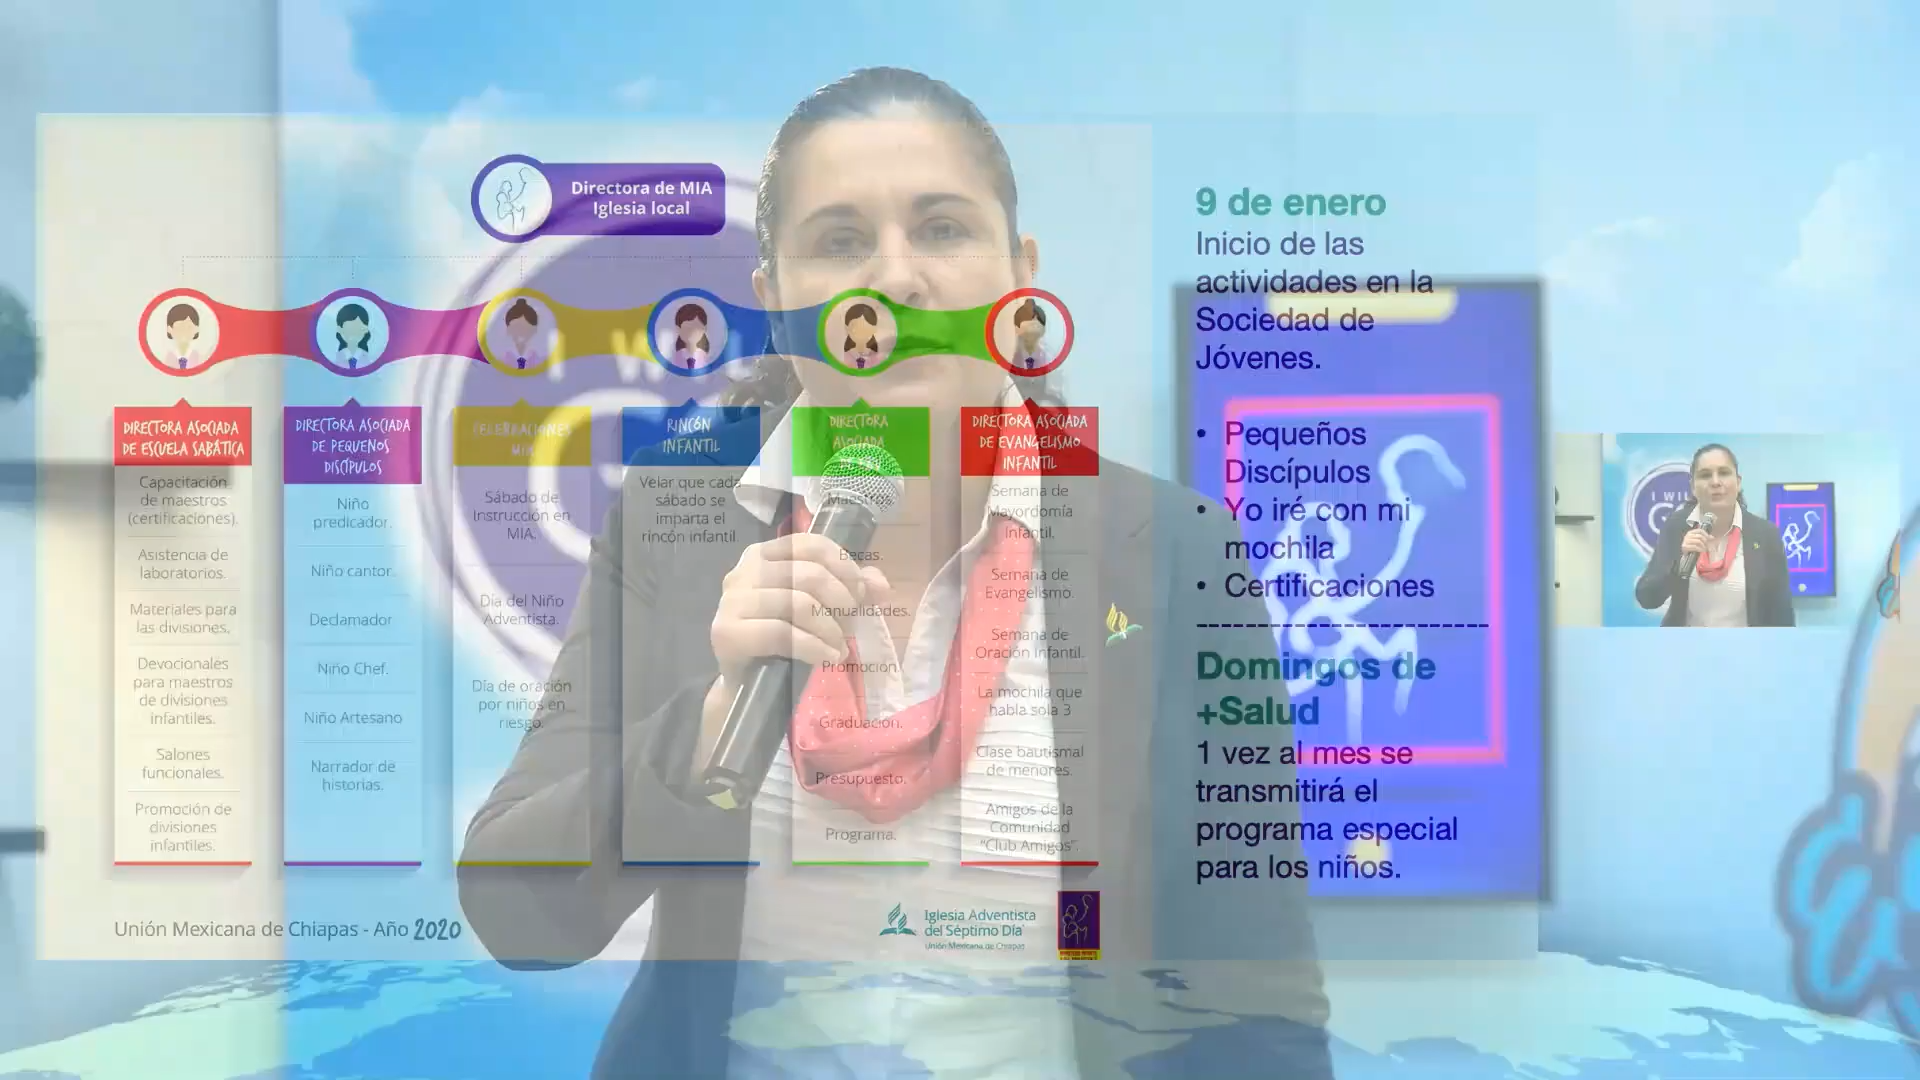 Directora de MIA
Iglesia local
I WILL
DIRECTORA ASOCIADA
DE ESCUELA SABÁTICA
Capacitación
de maestros
(certificaciones).
Asistencia de
laboratorios.
Materiales para
las divisiones.
Devocionales
para maestros
de divisiones
infantiles.
Salones
funcionales.
Promoción de
divisiones
infantiles.
DIRECTORA ASOCIADA
DE PEQUEÑOS
DISCÍPULOS
Niño
predicador.
Niño cantor.
Declamador
Niño Chef.
Niño Artesano
Narrador de
historias.
CELEBRACIONES
MIA
Sábado de
Instrucción en
MIA.
Día del Niño
Adventista.
Día de oración
por niños en
riesgo.
RINCÓN
INFANTIL
Velar que cada
sábado se
imparta el
rincón infantil.
DIRECTORA
ASOCIADA
Maestros.
Becas.
Manualidades.
Promoción.
Graduación.
Presupuesto.
Programa.
DIRECTORA ASOCIADA
DE EVANGELISMO
INFANTIL
Semana de
Mayordomía
Infantil.
Semana de
Evangelismo.
Semana de
Oración Infantil.
La mochila que
habla sola 3
Clase bautismal
de menores.
Amigos de la
Comunidad
"Club Amigos".
Unión Mexicana de Chiapas - Año 2020
Iglesia Adventista
del Séptimo Día
Unión Mexicana de Chiapas
9 de enero
Inicio de las
actividades en la
Sociedad de
Jóvenes.
• Pequeños
Discípulos
• Yo iré con mi
mochila
• Certificaciones
------------------------
Domingos de
+Salud
1 vez al mes se
transmitirá el
programa especial
para los niños.
I WIL